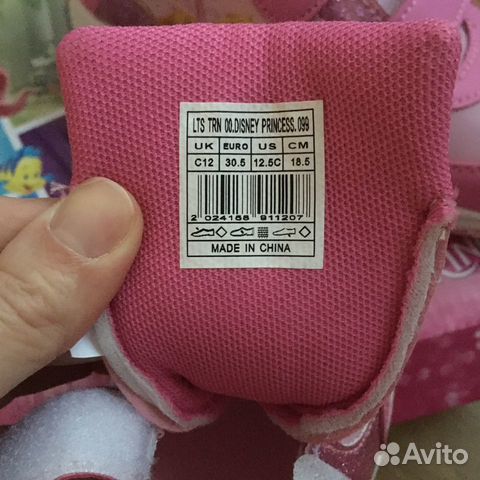 LTS TRN 00.DISNEY PRINCESS.099
UK EURO US CM
C12 30.5 12.5C 18.5
2 024156 911207
MADE IN CHINA
Avito